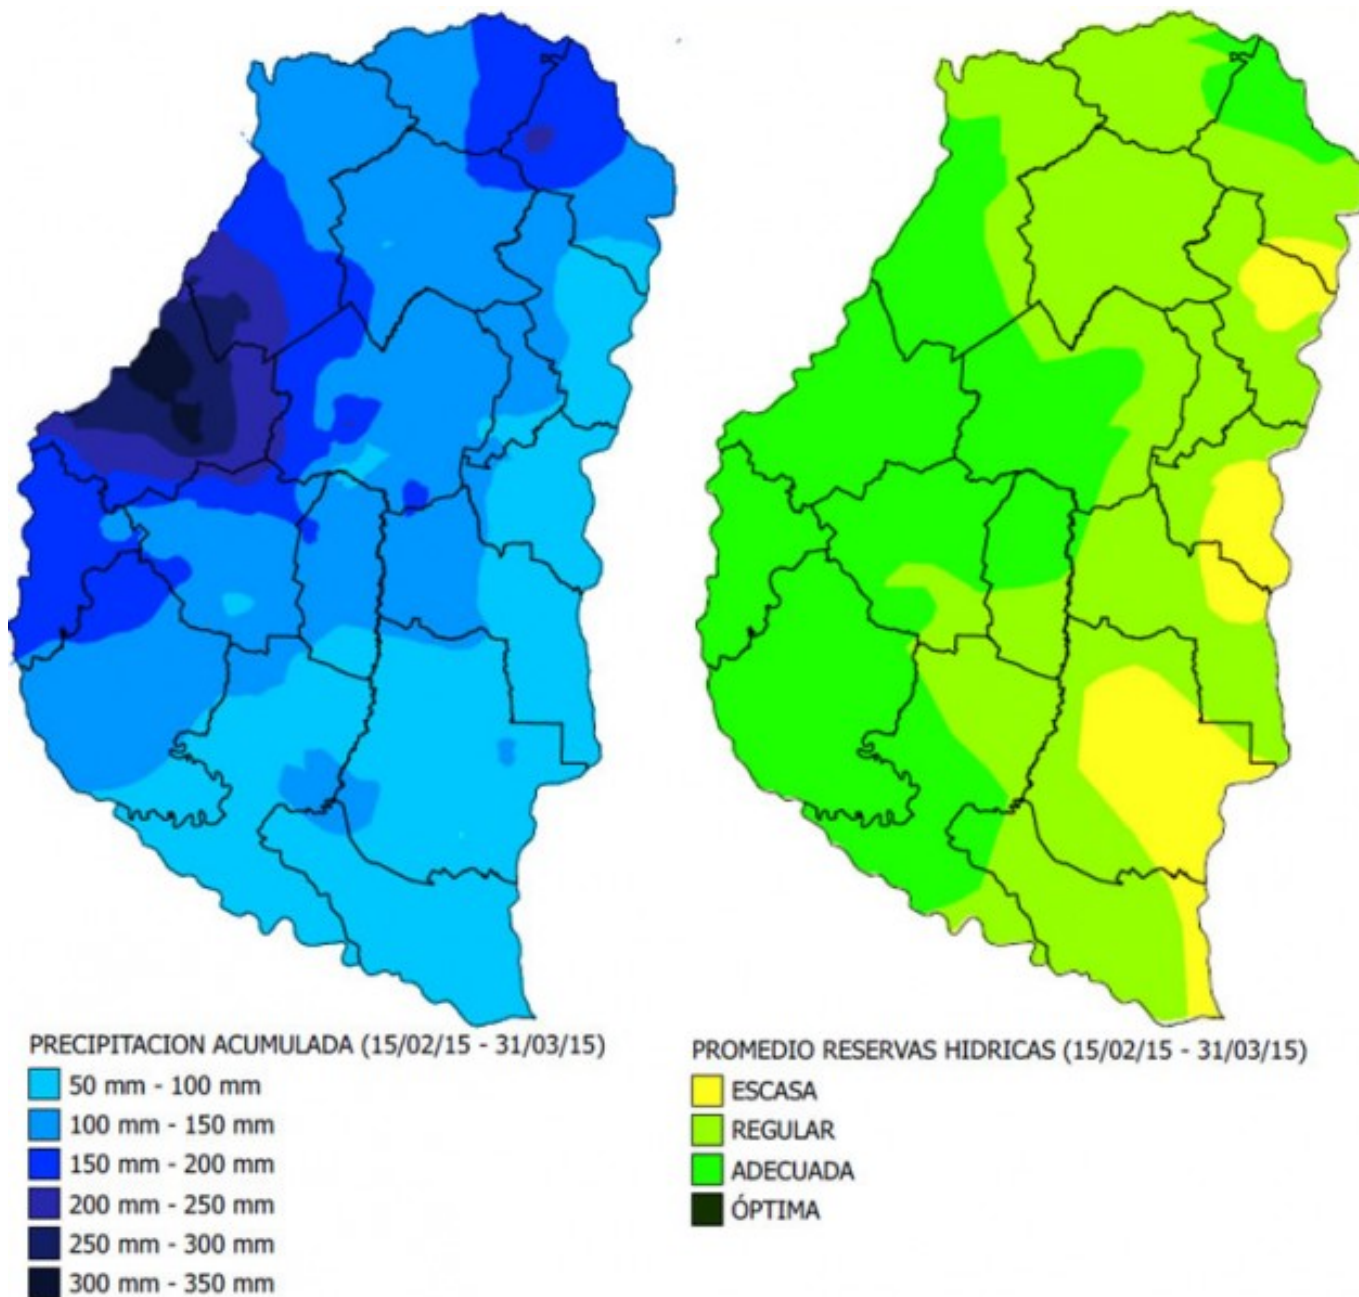 PRECIPITACION ACUMULADA (15/02/15 - 31/03/15)
50 mm - 100 mm
100 mm - 150 mm
150 mm - 200 mm
200 mm - 250 mm
250 mm - 300 mm
300 mm - 350 mm
PROMEDIO RESERVAS HIDRICAS (15/02/15 - 31/03/15)
ESCASA
REGULAR
ADECUADA
ÓPTIMA